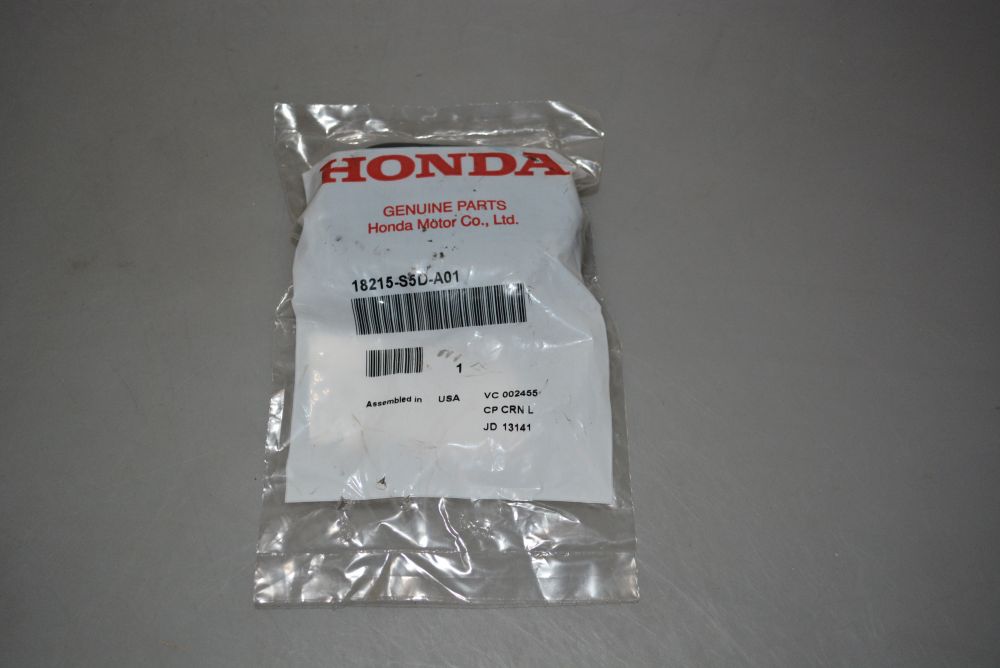 HONDA
GENUINE PARTS
Honda Motor Co., Ltd.
18215-S5D-A01
1
Assembled in USA VC 002455
CP CRN L
JD 13141